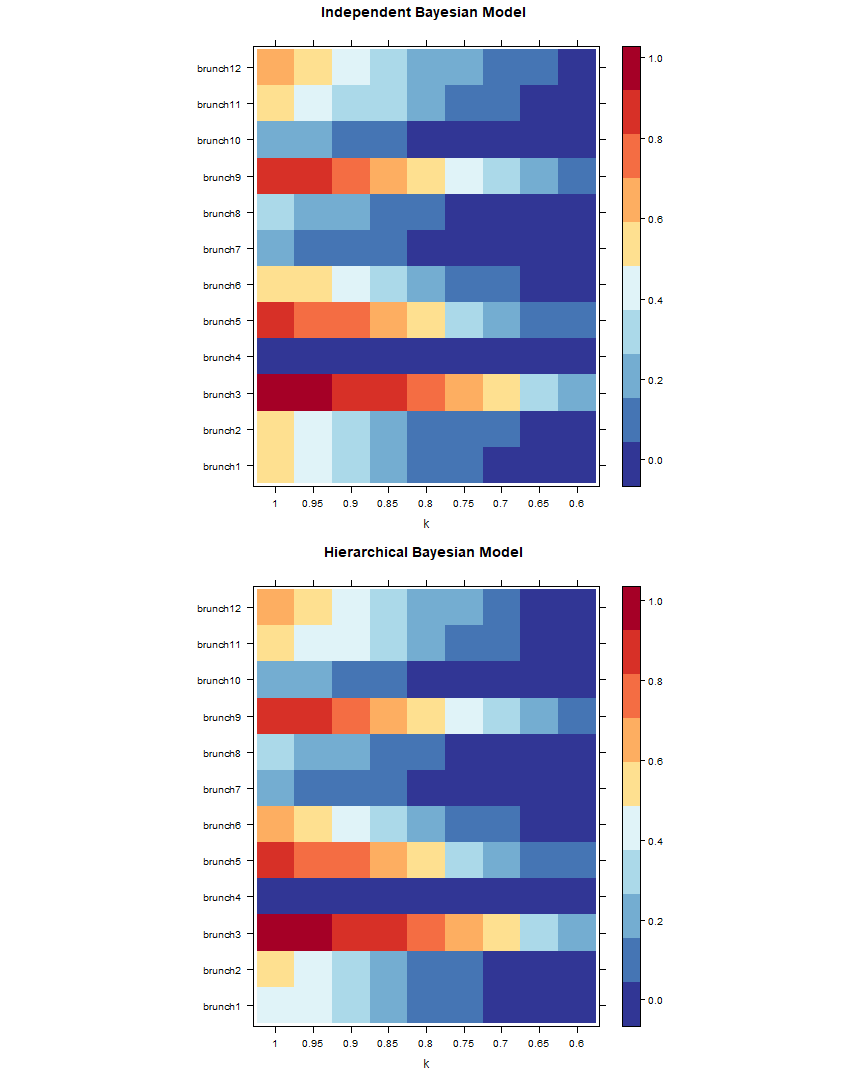 Independent Bayesian Model
brunch12
brunch11
brunch10
brunch9
brunch8
brunch7
brunch6
brunch5
brunch4
brunch3
brunch2
brunch1
1.0
0.8
0.6
0.4
0.2
0.0
1 0.95 0.9 0.85 0.8 0.75 0.7 0.65 0.6
k
Hierarchical Bayesian Model
brunch12
brunch11
brunch10
brunch9
brunch8
brunch7
brunch6
brunch5
brunch4
brunch3
brunch2
brunch1
1.0
0.8
0.6
0.4
0.2
0.0
1 0.95 0.9 0.85 0.8 0.75 0.7 0.65 0.6
k